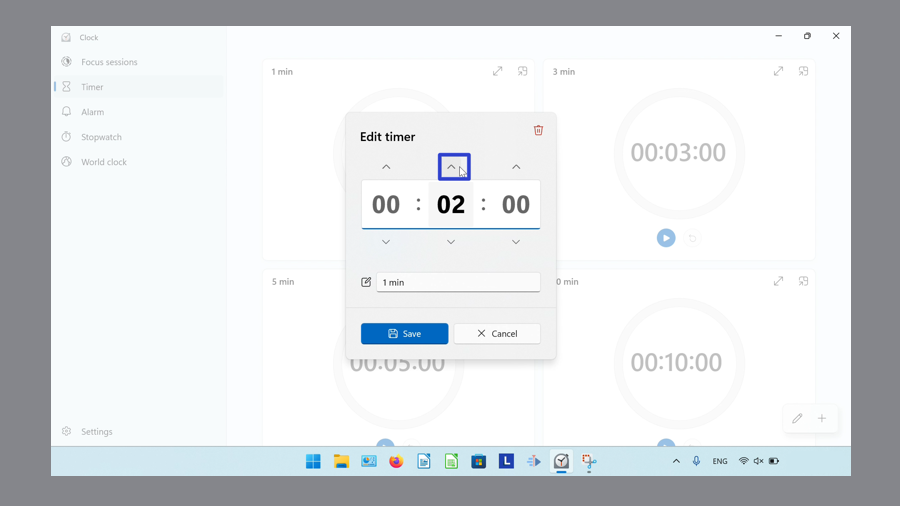 Clock
Focus sessions
Timer
Alarm
Stopwatch
World clock
Settings
1 min
3 min
00:03:00
5 min
00:05:00
0 min
00:10:00
Edit timer
00 : 02 : 00
1 min
Save
Cancel
L
ENG